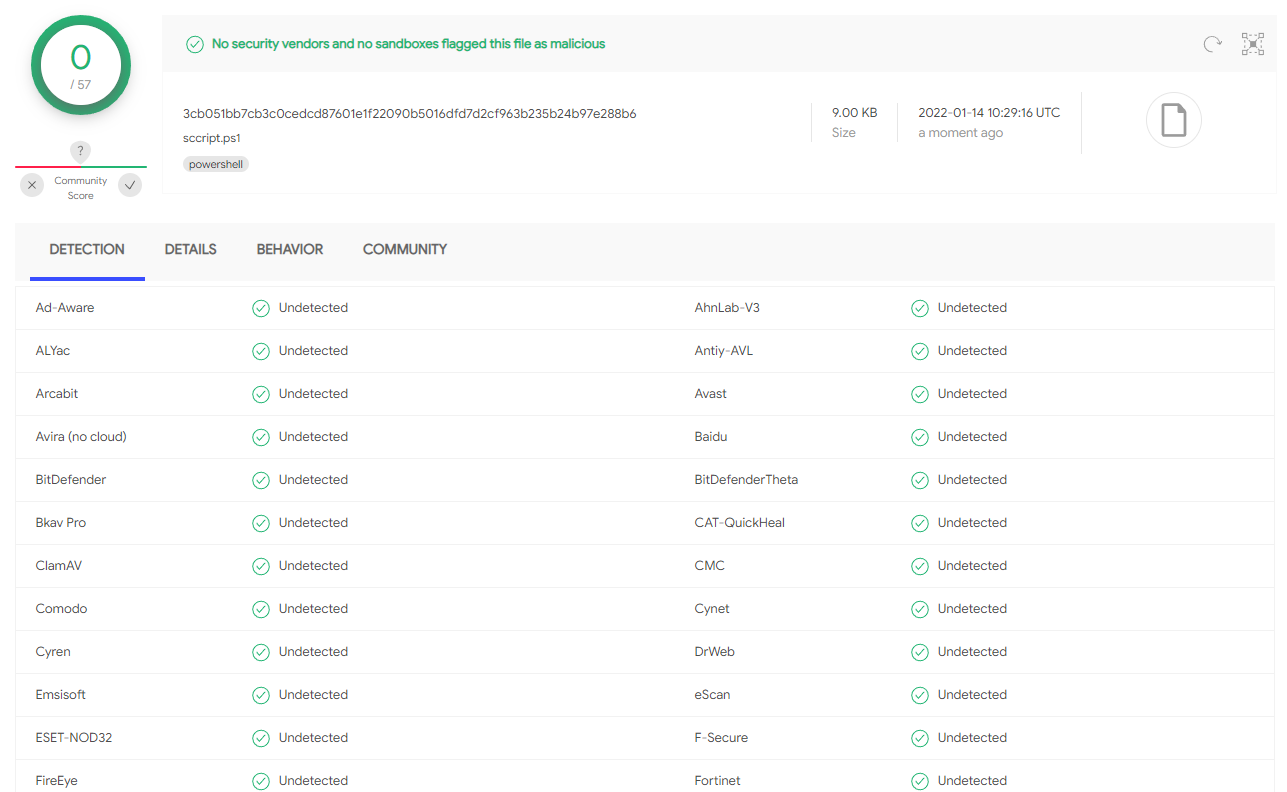 0
/ 57
?
Community
Score
No security vendors and no sandboxes flagged this file as malicious
3cb051bb7cb3c0cedcd87601e1f22090b5016dfd7d2cf963b235b24b97e288b6
sccript.ps1
powershell
9.00 KB
Size
2022-01-14 10:29:16 UTC
a moment ago
DETECTION DETAILS BEHAVIOR COMMUNITY
Ad-Aware Undetected AhnLab-V3 Undetected
ALYac Undetected Antiy-AVL Undetected
Arcabit Undetected Avast Undetected
Avira (no cloud) Undetected Baidu Undetected
BitDefender Undetected BitDefenderTheta Undetected
Bkav Pro Undetected CAT-QuickHeal Undetected
ClamAV Undetected CMC Undetected
Comodo Undetected Cynet Undetected
Cyren Undetected DrWeb Undetected
Emsisoft Undetected eScan Undetected
ESET-NOD32 Undetected F-Secure Undetected
FireEye Undetected Fortinet Undetected